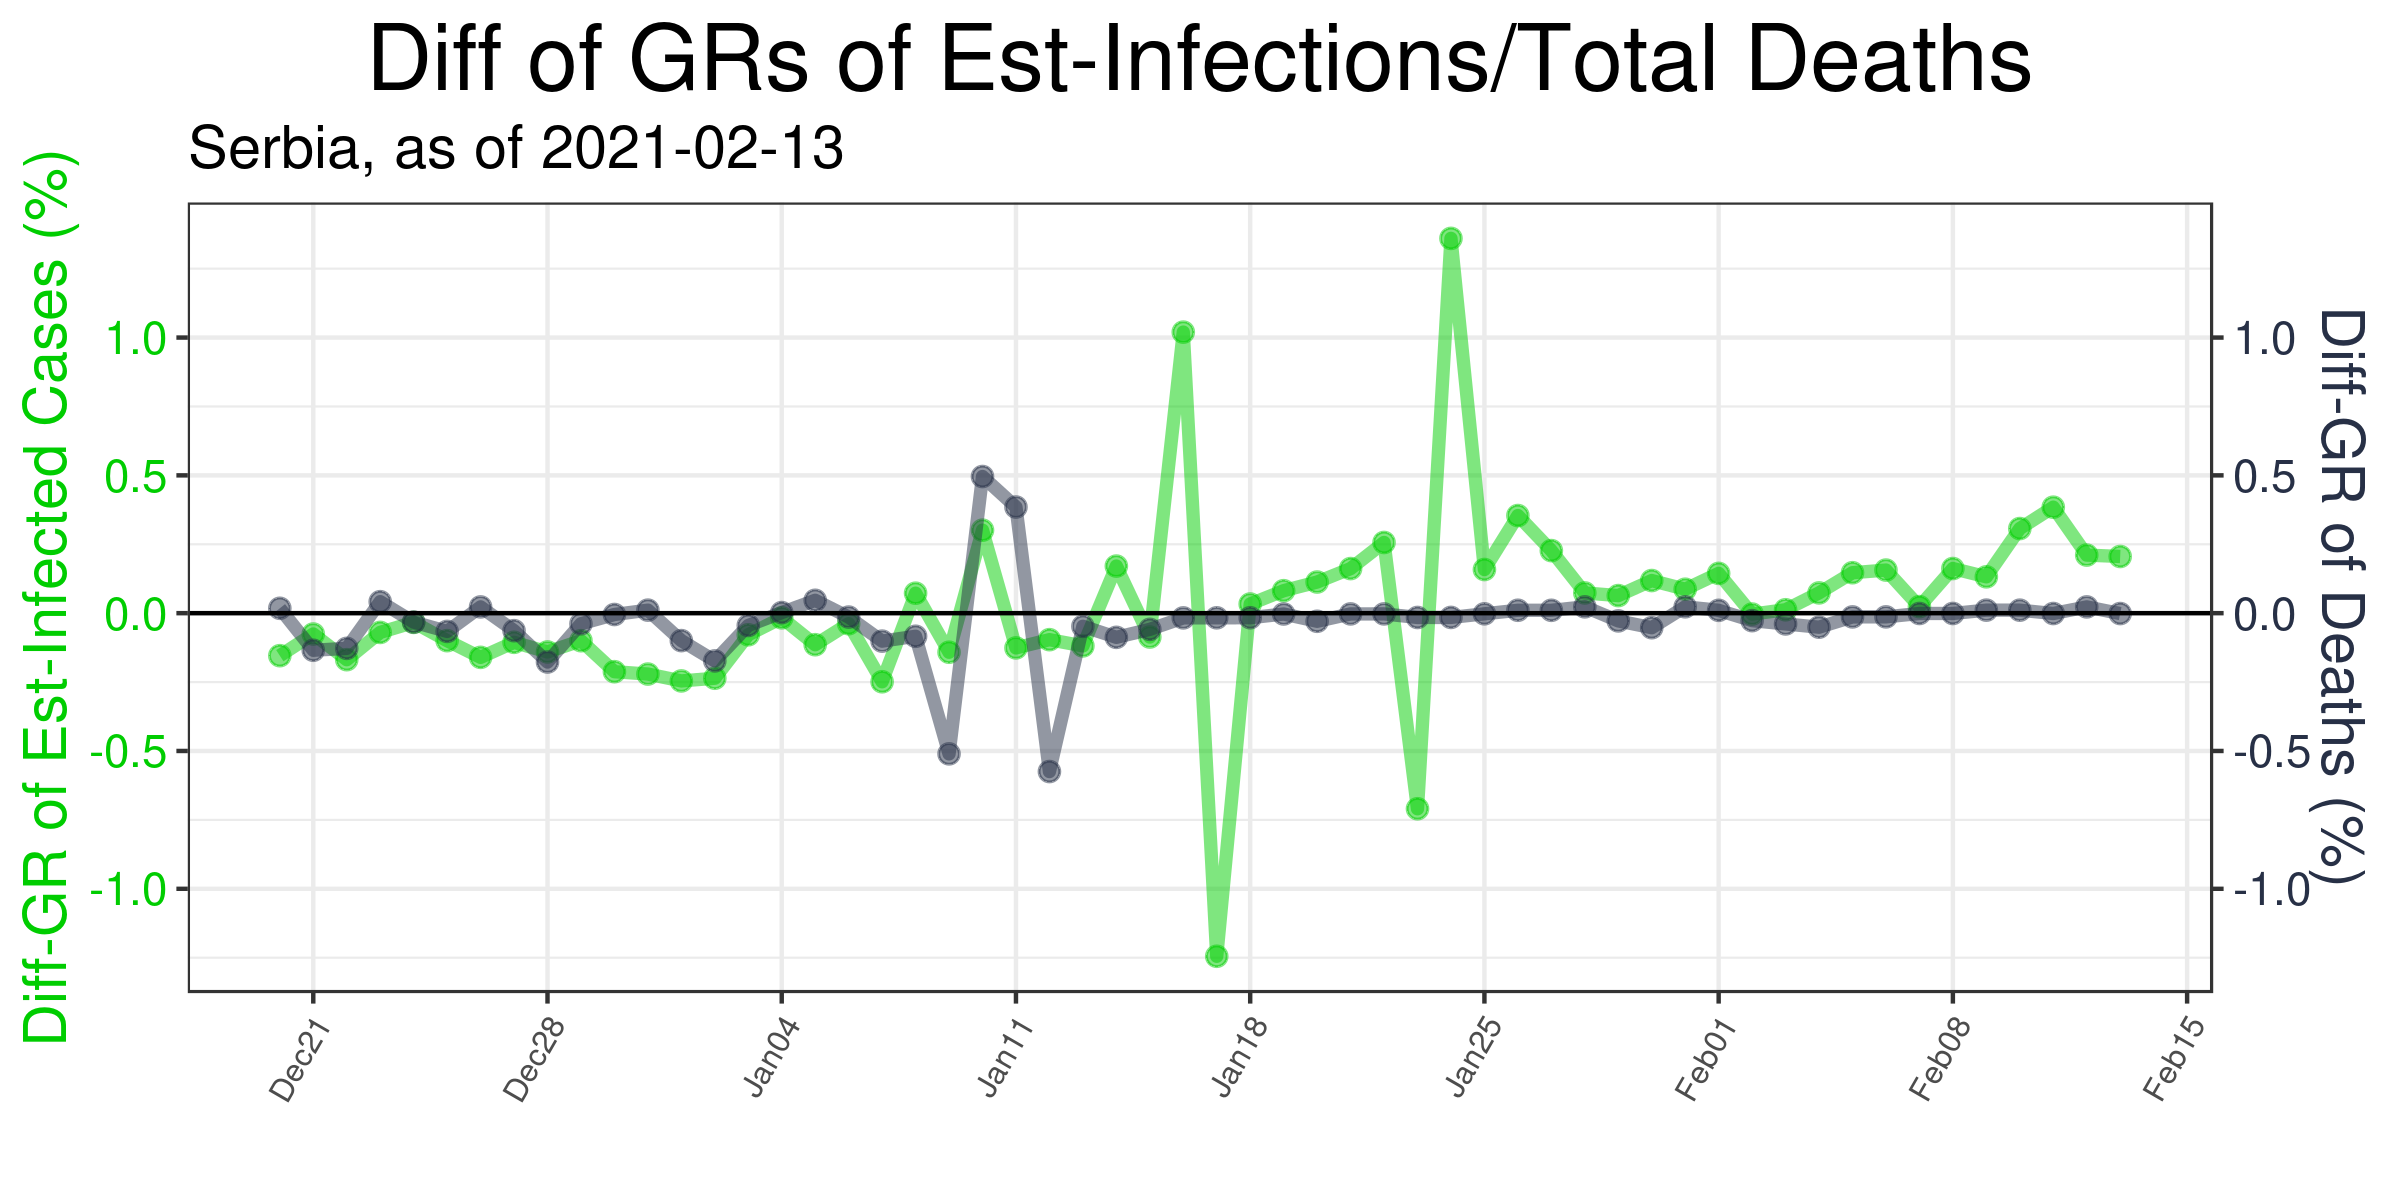 Diff of GRs of Est-Infections/Total Deaths
Serbia, as of 2021-02-13
Diff-GR of Est-Infected Cases (%)
1.0
0.5
0.0
-0.5
-1.0
1.0
0.5
0.0
-0.5
-1.0
Diff-GR of Deaths (%)
Dec21
Dec28
Jan04
Jan11
Jan18
Jan25
Feb01
Feb08
Feb15